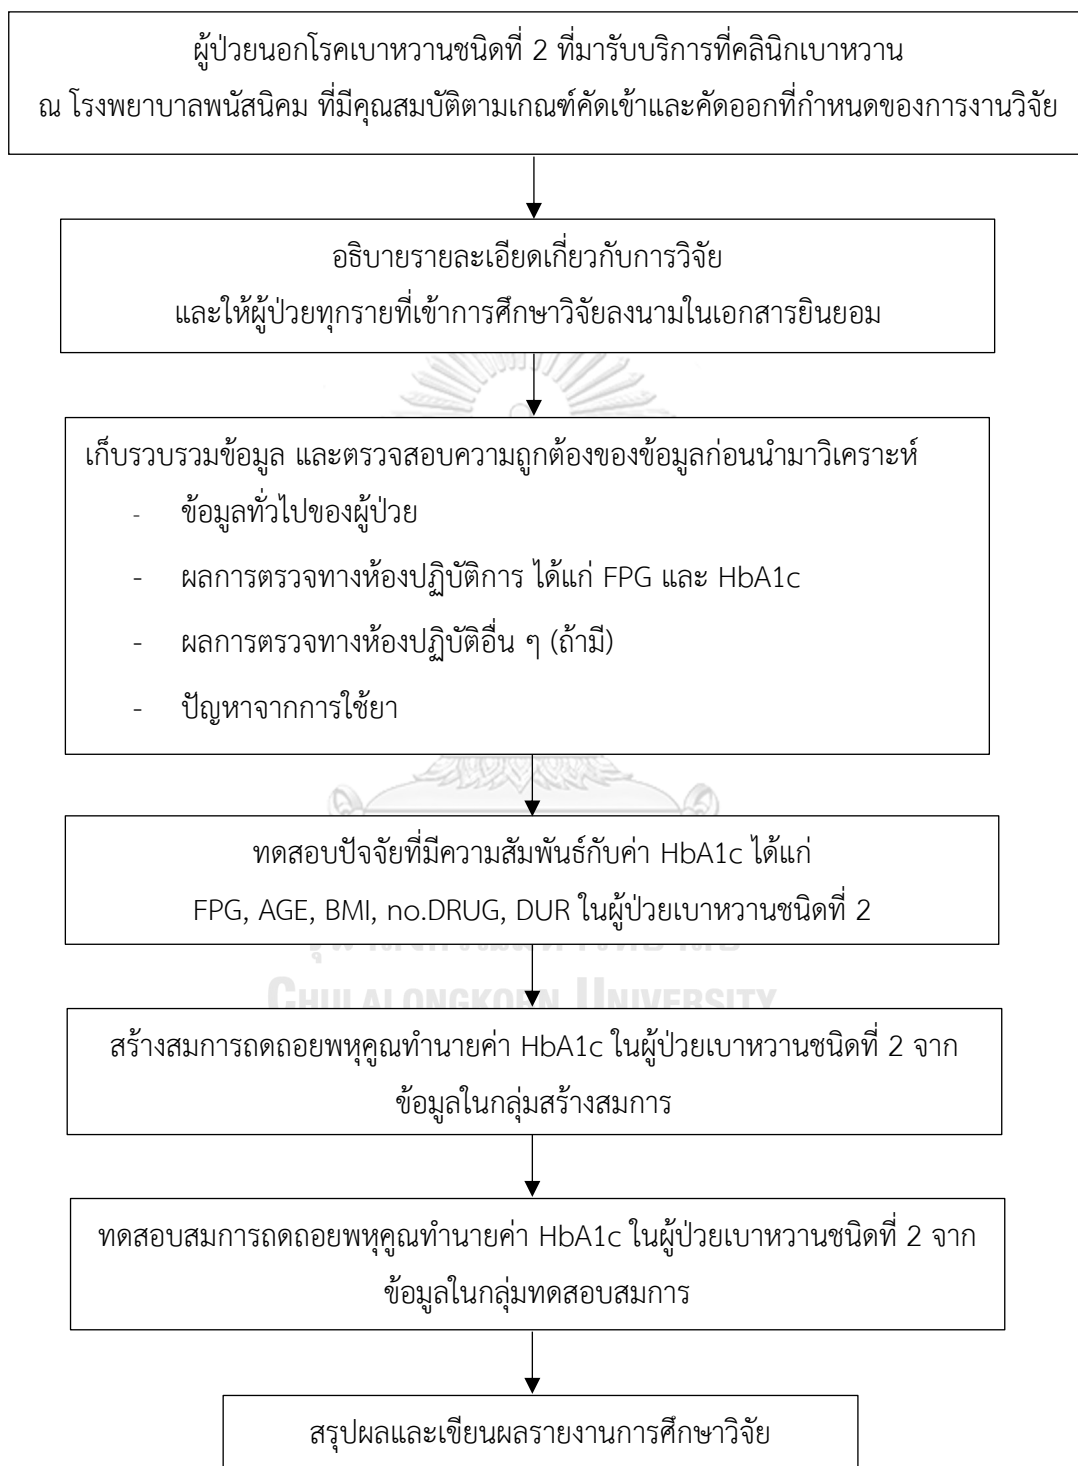 ผู้ป่วยนอกโรคเบาหวานชนิดที่ 2 ที่มารับบริการที่คลินิกเบาหวาน
ณ โรงพยาบาลพนัสนิคม ที่มีคุณสมบัติตามเกณฑ์คัดเข้าและคัดออกที่กำหนดของการงานวิจัย
อธิบายรายละเอียดเกี่ยวกับการวิจัย
และให้ผู้ป่วยทุกรายที่เข้าการศึกษาวิจัยลงนามในเอกสารยินยอม
เก็บรวบรวมข้อมูล และตรวจสอบความถูกต้องของข้อมูลก่อนนำมาวิเคราะห์
- ข้อมูลทั่วไปของผู้ป่วย
- ผลการตรวจทางห้องปฏิบัติการ ได้แก่ FPG และ HbA1c
- ผลการตรวจทางห้องปฏิบัติอื่น ๆ (ถ้ามี)
- ปัญหาจากการใช้ยา
ทดสอบปัจจัยที่มีความสัมพันธ์กับค่า HbA1c ได้แก่
FPG, AGE, BMI, no.DRUG, DUR ในผู้ป่วยเบาหวานชนิดที่ 2
CHULALONGKORN UNIVERSITY
สร้างสมการถดถอยพหุคูณทำนายค่า HbA1c ในผู้ป่วยเบาหวานชนิดที่ 2 จาก
ข้อมูลในกลุ่มสร้างสมการ
ทดสอบสมการถดถอยพหุคูณทำนายค่า HbA1c ในผู้ป่วยเบาหวานชนิดที่ 2 จาก
ข้อมูลในกลุ่มทดสอบสมการ
สรุปผลและเขียนผลรายงานการศึกษาวิจัย